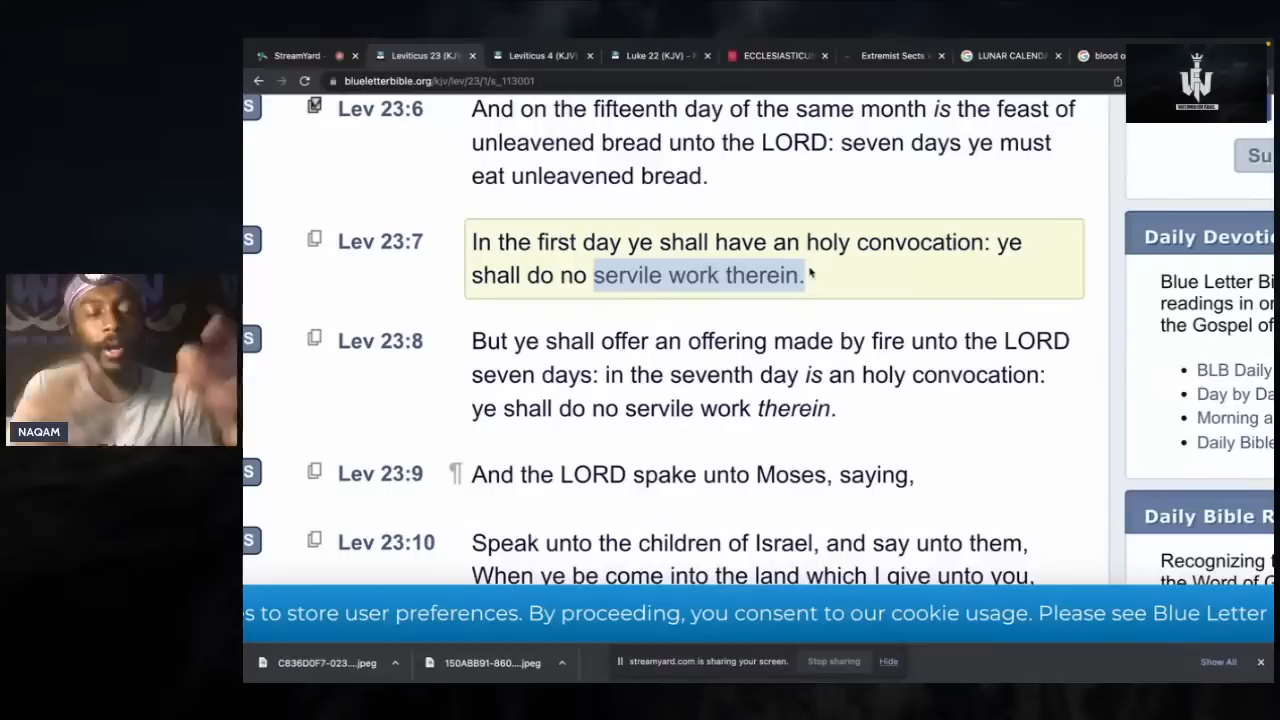 StreamYard
Leviticus 23 (KJ
Leviticus 4 (KJV)
Luke 22 (KJV) -
ECCLESIASTICUS
Extremist Sects
LUNAR CALENDA
blood o
blueletterbible.org/kjv/lev/23/1/s_113001
S
Lev 23:6
And on the fifteenth day of the same month is the feast of
unleavened bread unto the LORD: seven days ye must
eat unleavened bread.
S
Lev 23:7
In the first day ye shall have an holy convocation: ye
shall do no servile work therein.
S
Lev 23:8
But ye shall offer an offering made by fire unto the LORD
seven days: in the seventh day is an holy convocation:
ye shall do no servile work therein.
S
Lev 23:9
¶ And the LORD spake unto Moses, saying,
S
Lev 23:10
Speak unto the children of Israel, and say unto them,
When ye be come into the land which I give unto you,
Su
Daily Devoti
Blue Letter Bi
readings in or
the Gospel of
• BLB Daily
• Day by Da
• Morning a
• Daily Bible
Daily Bible R
Recognizing t
the Word of G
NAQAM
s to store user preferences. By proceeding, you consent to our cookie usage. Please see Blue Letter
C836D0F7-023....jpeg
150ABB91-860....jpeg
streamyard.com is sharing your screen.
Stop sharing
Hide
Show All